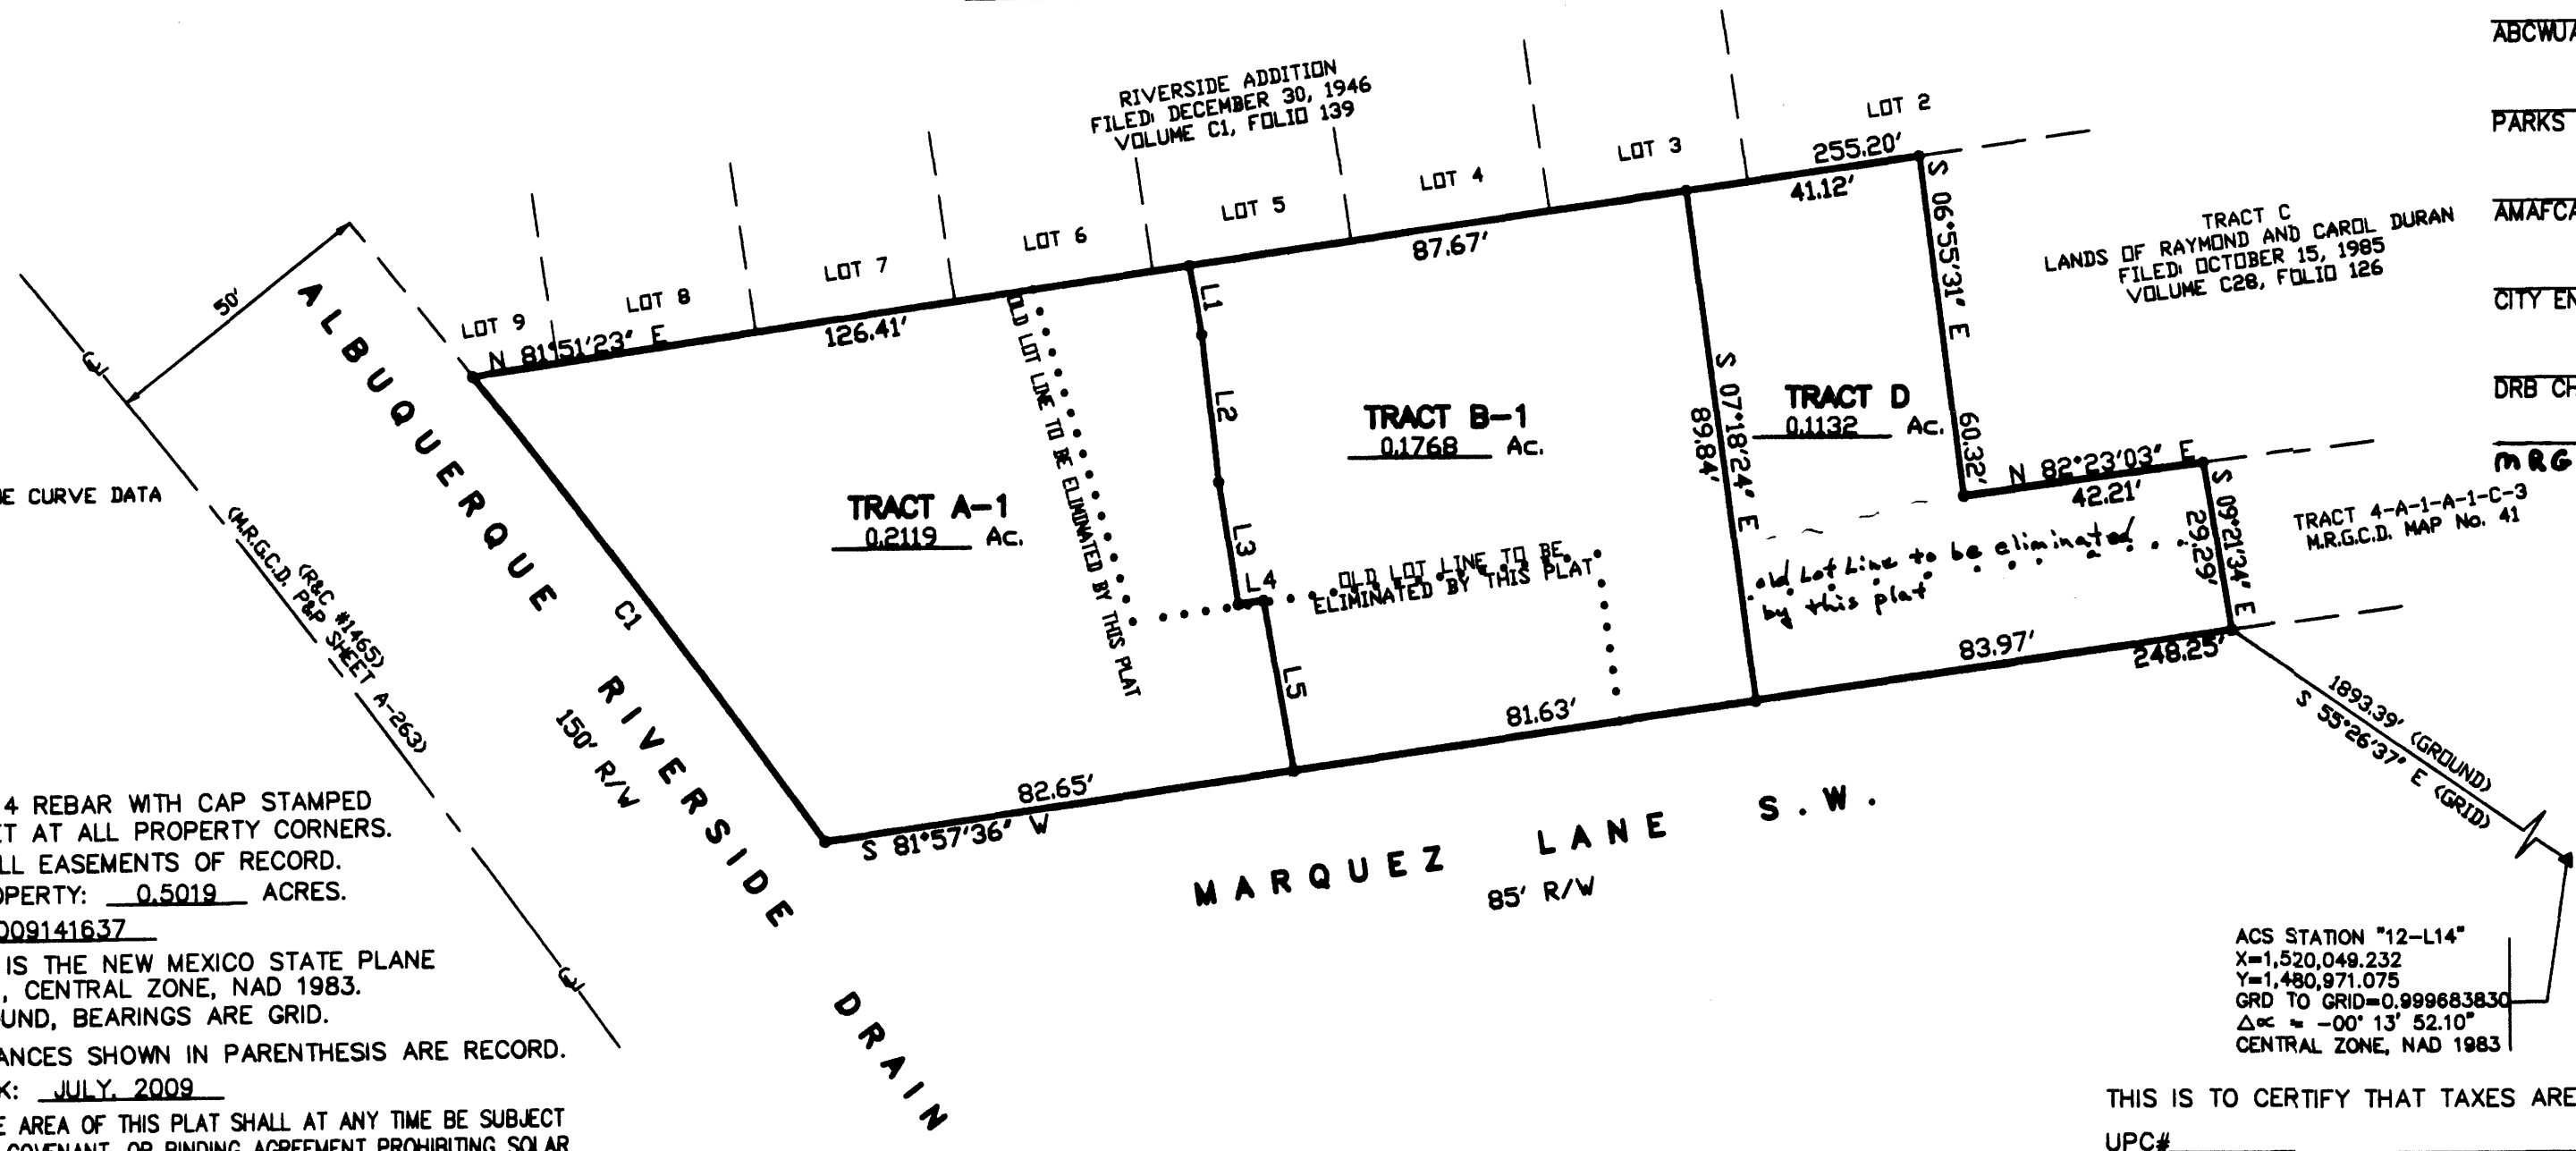 RIVERSIDE ADDITION
FILED: DECEMBER 30, 1946
VOLUME C1, FOLIO 139
LOT 2
LOT 3
LOT 4
LOT 5
LOT 6
LOT 7
LOT 8
LOT 9
255.20'
41.12'
87.67'
126.41'
N 81°51'23" E
50'
ALBUQUERQUE RIVERSIDE DRAIN
150' R/W
C1
(R&C #1465)
(M.R.G.C.D. P&P SHEET A-263)
E CURVE DATA
OLD LOT LINE TO BE ELIMINATED BY THIS PLAT
L1
L2
L3
L4
L5
TRACT A-1
0.2119 Ac.
TRACT B-1
0.1768 Ac.
TRACT D
0.1132 Ac.
OLD LOT LINE TO BE
ELIMINATED BY THIS PLAT
S 07°18'24" E
89.84'
S 06°55'31" E
60.32'
N 82°23'03" E
42.21'
S 09°21'34" E
29.29'
old Lot Line to be eliminated
by this plat
TRACT C
LANDS OF RAYMOND AND CAROL DURAN
FILED: OCTOBER 15, 1985
VOLUME C28, FOLIO 126
TRACT 4-A-1-A-1-C-3
M.R.G.C.D. MAP No. 41
83.97'
248.25'
81.63'
82.65'
S 81°57'36" W
MARQUEZ LANE S.W.
85' R/W
1893.39' (GROUND)
S 55°26'37" E (GRID)
ACS STATION "12-L14"
X=1,520,049.232
Y=1,480,971.075
GRD TO GRID=0.999683830
Δ∝ = -00° 13' 52.10"
CENTRAL ZONE, NAD 1983
4 REBAR WITH CAP STAMPED
ET AT ALL PROPERTY CORNERS.
LL EASEMENTS OF RECORD.
OPERTY: 0.5019 ACRES.
009141637
IS THE NEW MEXICO STATE PLANE
, CENTRAL ZONE, NAD 1983.
UND, BEARINGS ARE GRID.
ANCES SHOWN IN PARENTHESIS ARE RECORD.
K: JULY, 2009
E AREA OF THIS PLAT SHALL AT ANY TIME BE SUBJECT
COVENANT, OR BINDING AGREEMENT PROHIBITING SOLAR
ABCWUA
PARKS
AMAFCA
CITY EN
DRB CH
MRG
THIS IS TO CERTIFY THAT TAXES ARE
UPC#